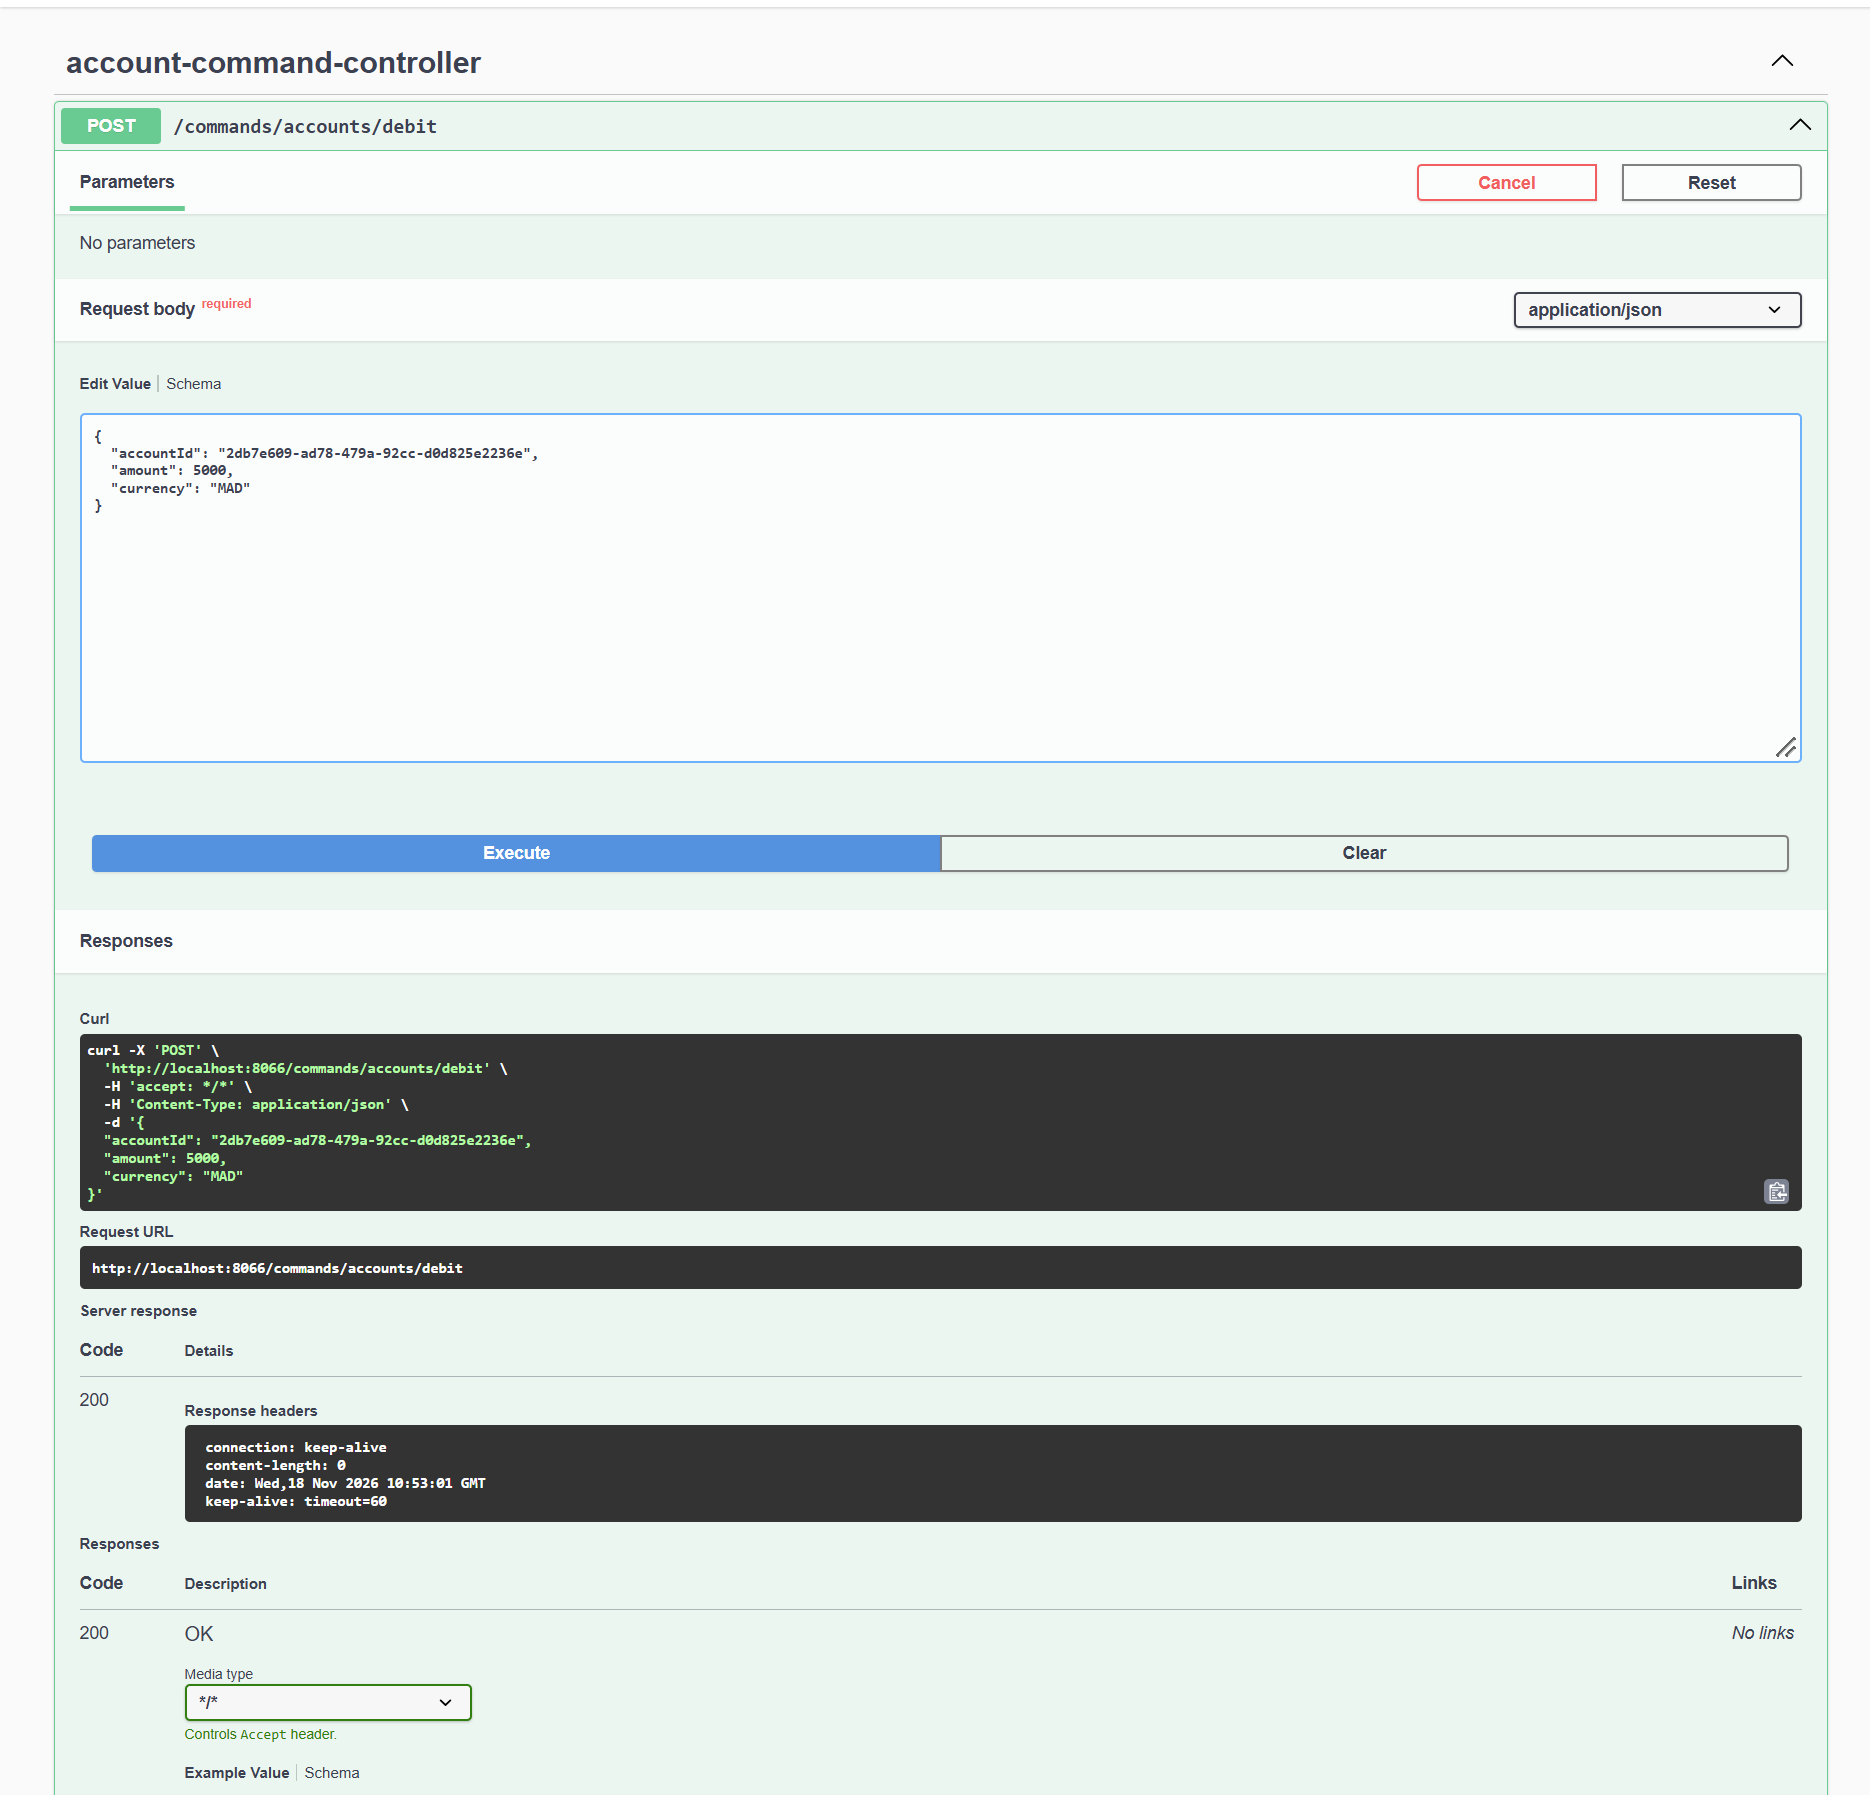 account-command-controller
POST /commands/accounts/debit
Parameters
Cancel
Reset
No parameters
Request body required
application/json
Edit Value Schema
{
  "accountId": "2db7e609-ad78-479a-92cc-d0d825e2236e",
  "amount": 5000,
  "currency": "MAD"
}
Execute
Clear
Responses
Curl
curl -X 'POST' \
  'http://localhost:8066/commands/accounts/debit' \
  -H 'accept: */*' \
  -H 'Content-Type: application/json' \
  -d '{
  "accountId": "2db7e609-ad78-479a-92cc-d0d825e2236e",
  "amount": 5000,
  "currency": "MAD"
}'
Request URL
http://localhost:8066/commands/accounts/debit
Server response
Code Details
200
Response headers
connection: keep-alive
content-length: 0
date: Wed,18 Nov 2026 10:53:01 GMT
keep-alive: timeout=60
Responses
Code Description Links
200 OK No links
Media type
*/*
Controls Accept header.
Example Value Schema